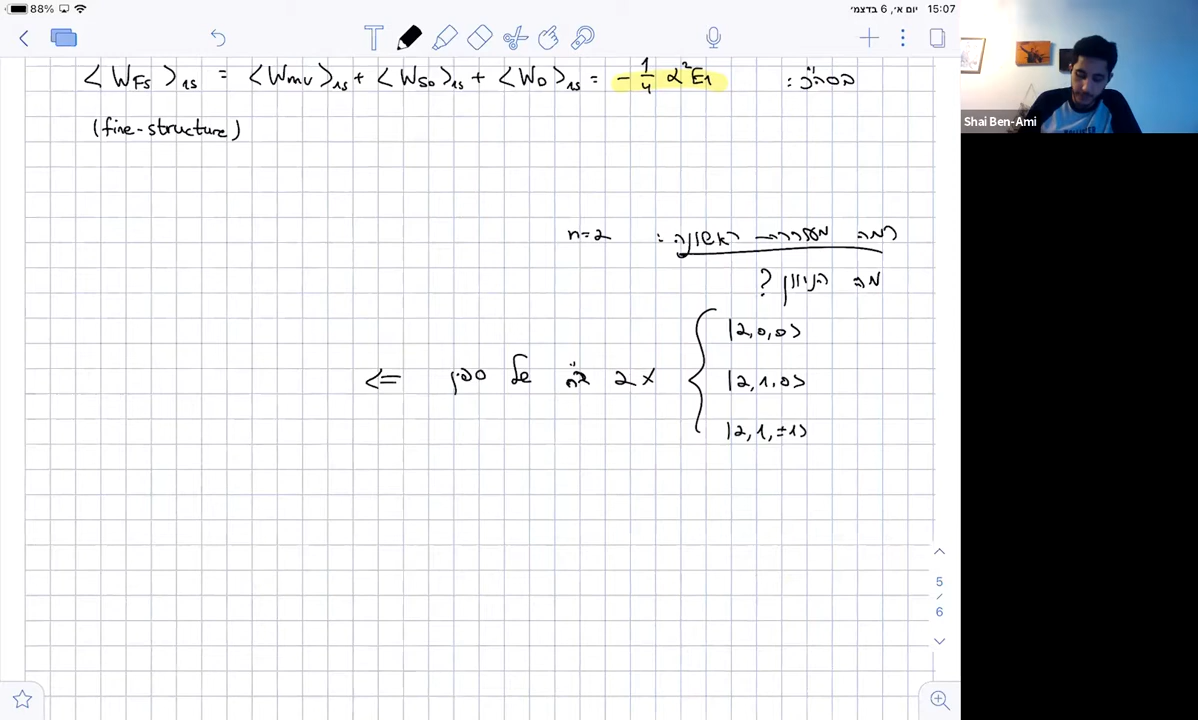 88%
15:07 יום א׳, 6 בדצמ׳
Shai Ben-Ami
בסה״כ: ⟨W_FS⟩_1s = ⟨W_mv⟩_1s + ⟨W_SO⟩_1s + ⟨W_D⟩_1s = -1/4 α²E₁
(fine-structure)
רמה מעוררת ראשונה: n=2
מה הניוון?
|2,0,0⟩
|2,1,0⟩
|2,1,±1⟩
x 2 של ספין <=
5
/
6